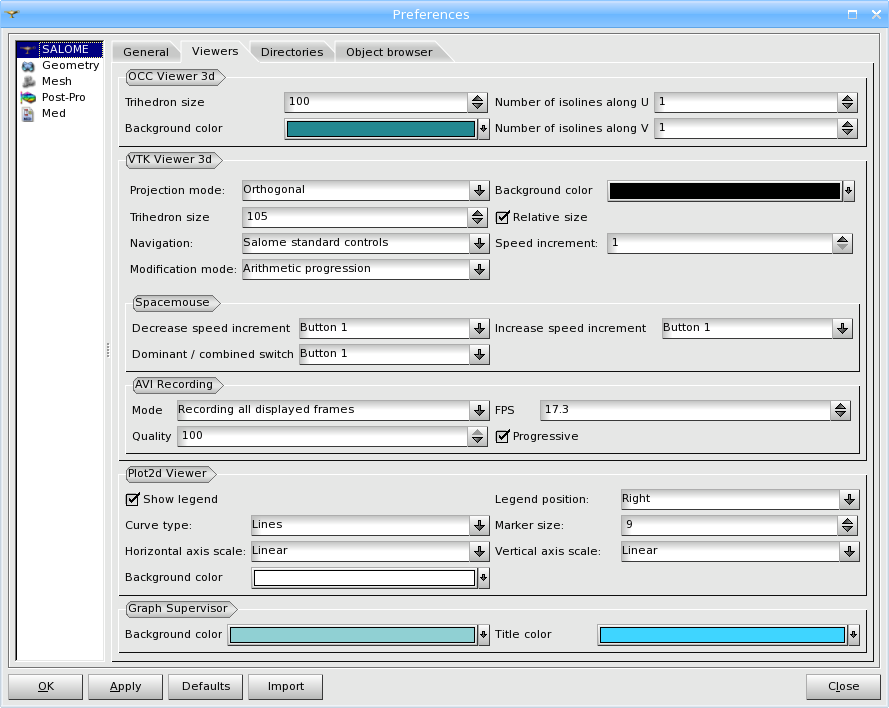 Preferences
SALOME
Geometry
Mesh
Post-Pro
Med
General Viewers Directories Object browser
OCC Viewer 3d
Trihedron size 100 Number of isolines along U 1
Background color Number of isolines along V 1
VTK Viewer 3d
Projection mode: Orthogonal Background color
Trihedron size 105 Relative size
Navigation: Salome standard controls Speed increment: 1
Modification mode: Arithmetic progression
Spacemouse
Decrease speed increment Button 1 Increase speed increment Button 1
Dominant / combined switch Button 1
AVI Recording
Mode Recording all displayed frames FPS 17.3
Quality 100 Progressive
Plot2d Viewer
Show legend Legend position: Right
Curve type: Lines Marker size: 9
Horizontal axis scale: Linear Vertical axis scale: Linear
Background color
Graph Supervisor
Background color Title color
OK Apply Defaults Import Close